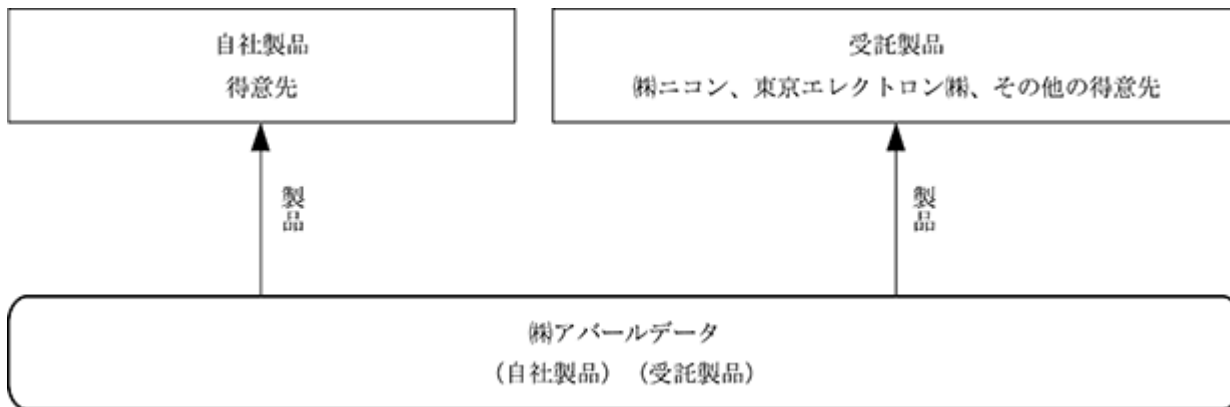 自社製品
得意先
受託製品
㈱ニコン、東京エレクトロン㈱、その他の得意先
製品
製品
㈱アバールデータ
（自社製品）（受託製品）